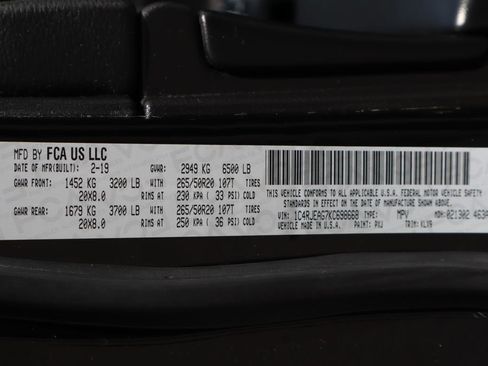 MFD BY FCA US LLC
DATE OF MFR(BUILT): 2-19 GVWR: 2949 KG 6500 LB
GAWR FRONT: 1452 KG 3200 LB WITH 265/50R20 107T TIRES
20X8.0 RIMS AT 230 KPA ( 33 PSI) COLD
GAWR REAR: 1679 KG 3700 LB WITH 265/50R20 107T TIRES
20X8.0 RIMS AT 250 KPA ( 36 PSI) COLD
THIS VEHICLE CONFORMS TO ALL APPLICABLE U.S.A. FEDERAL MOTOR VEHICLE SAFETY
STANDARDS IN EFFECT ON THE DATE OF MANUFACTURE SHOWN
VIN: 1C4RJEAG7KC698668 TYPE: MPV MDH: 021302 463A
MADE IN U.S.A. PAINT: PXJ TRIM: KLX9